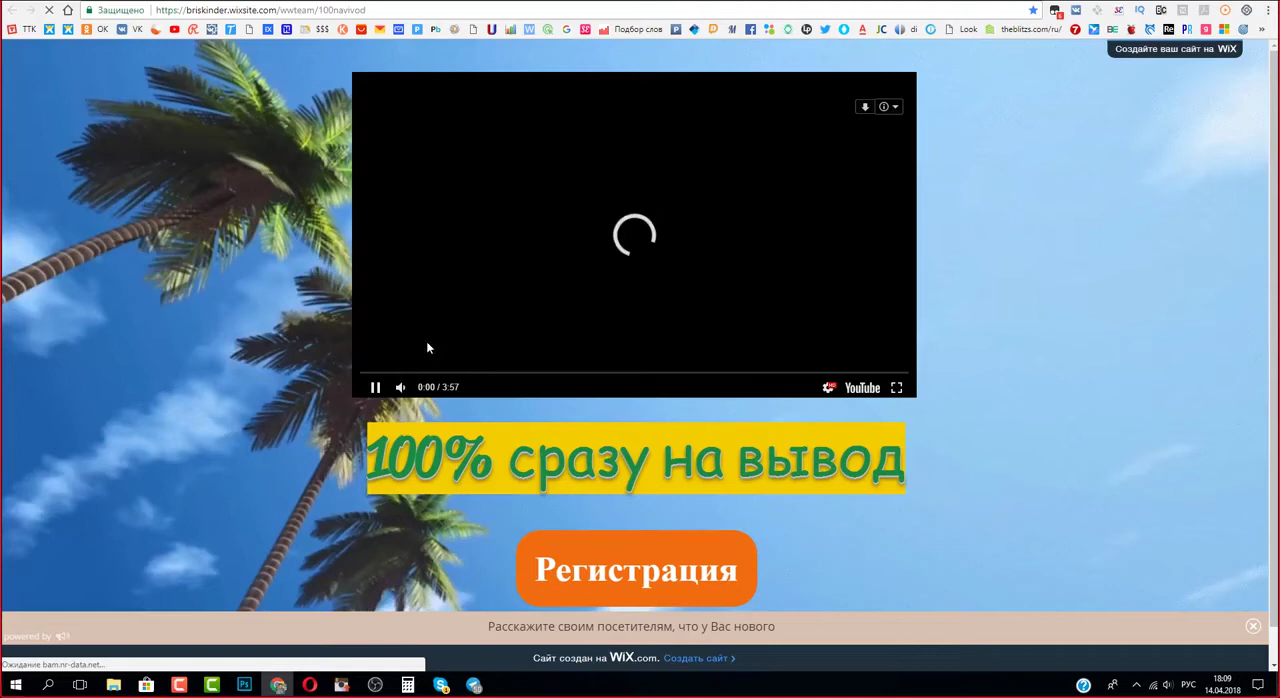 Защищено https://briskinder.wixsite.com/wwteam/100navivod
ТТК ОК VK $$$ Pb Подбор слов di Look theblitzs.com/ru/
Создайте ваш сайт на WiX
0:00 / 3:57 YouTube
100% сразу на вывод
Регистрация
Расскажите своим посетителям, что у Вас нового
powered by
Сайт создан на WiX.com. Создать сайт >
Ожидание bam.nr-data.net...
РУС 18:09
14.04.2018